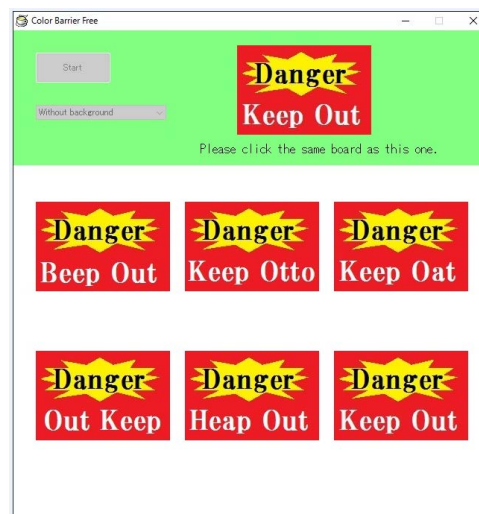 Color Barrier Free
Start
Without background
Danger
Keep Out
Please click the same board as this one.
Danger
Beep Out
Danger
Keep Otto
Danger
Keep Oat
Danger
Out Keep
Danger
Heap Out
Danger
Keep Out